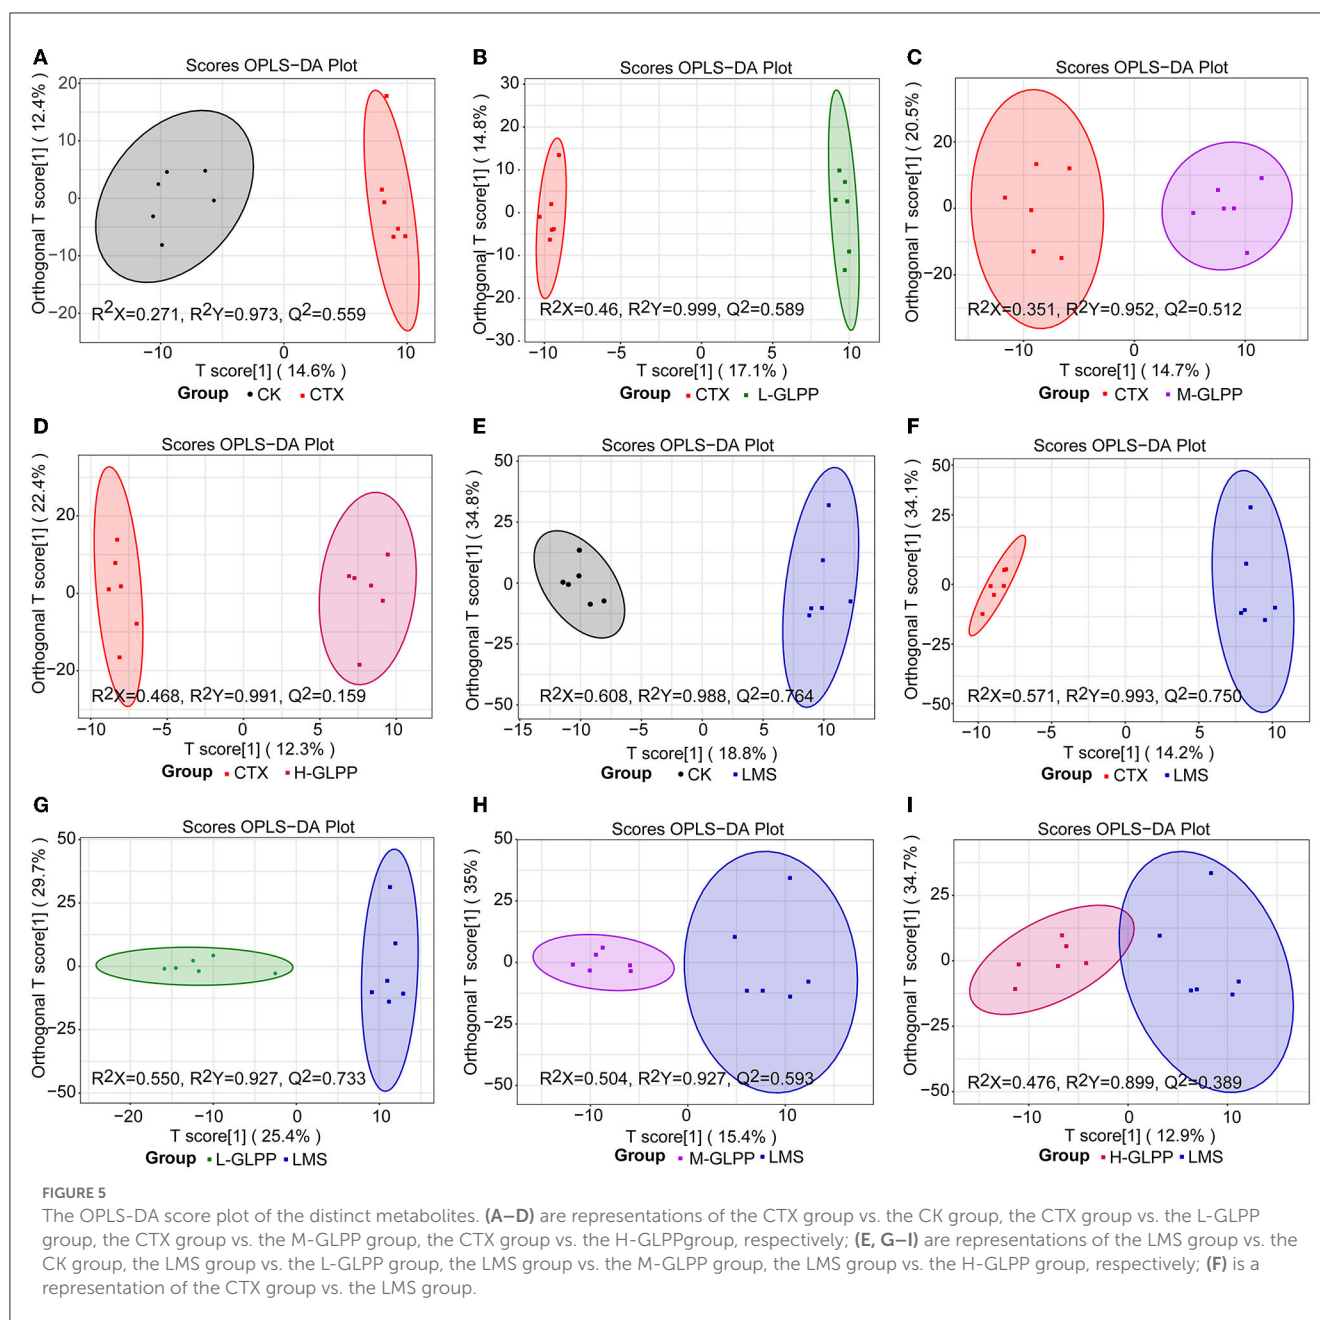 A
Scores OPLS−DA Plot
Orthogonal T score[1] ( 12.4% )
20
10
0
−10
−20
R2X=0.271, R2Y=0.973, Q2=0.559
−10 0 10
T score[1] ( 14.6% )
Group CK CTX
B
Scores OPLS−DA Plot
Orthogonal T score[1] ( 14.8% )
30
20
10
0
−10
−20
−30
R2X=0.46, R2Y=0.999, Q2=0.589
−10 −5 0 5 10
T score[1] ( 17.1% )
Group CTX L-GLPP
C
Scores OPLS−DA Plot
Orthogonal T score[1] ( 20.5% )
20
0
−20
R2X=0.351, R2Y=0.952, Q2=0.512
−10 0 10
T score[1] ( 14.7% )
Group CTX M-GLPP
D
Scores OPLS−DA Plot
Orthogonal T score[1] ( 22.4% )
20
0
−20
R2X=0.468, R2Y=0.991, Q2=0.159
−10 −5 0 5 10
T score[1] ( 12.3% )
Group CTX H-GLPP
E
Scores OPLS−DA Plot
Orthogonal T score[1] ( 34.8% )
50
25
0
−25
−50
R2X=0.608, R2Y=0.988, Q2=0.764
−15 −10 −5 0 5 10
T score[1] ( 18.8% )
Group CK LMS
F
Scores OPLS−DA Plot
Orthogonal T score[1] ( 34.1% )
50
25
0
−25
−50
R2X=0.571, R2Y=0.993, Q2=0.750
−10 −5 0 5 10
T score[1] ( 14.2% )
Group CTX LMS
G
Scores OPLS−DA Plot
Orthogonal T score[1] ( 29.7% )
50
25
0
−25
−50
R2X=0.550, R2Y=0.927, Q2=0.733
−20 −10 0 10
T score[1] ( 25.4% )
Group L-GLPP LMS
H
Scores OPLS−DA Plot
Orthogonal T score[1] ( 35% )
50
25
0
−25
−50
R2X=0.504, R2Y=0.927, Q2=0.593
−10 0 10
T score[1] ( 15.4% )
Group M-GLPP LMS
I
Scores OPLS−DA Plot
Orthogonal T score[1] ( 34.7% )
25
0
−25
−50
R2X=0.476, R2Y=0.899, Q2=0.389
−10 0 10
T score[1] ( 12.9% )
Group H-GLPP LMS
FIGURE 5
The OPLS-DA score plot of the distinct metabolites. (A–D) are representations of the CTX group vs. the CK group, the CTX group vs. the L-GLPP
group, the CTX group vs. the M-GLPP group, the CTX group vs. the H-GLPPgroup, respectively; (E, G–I) are representations of the LMS group vs. the
CK group, the LMS group vs. the L-GLPP group, the LMS group vs. the M-GLPP group, the LMS group vs. the H-GLPP group, respectively; (F) is a
representation of the CTX group vs. the LMS group.